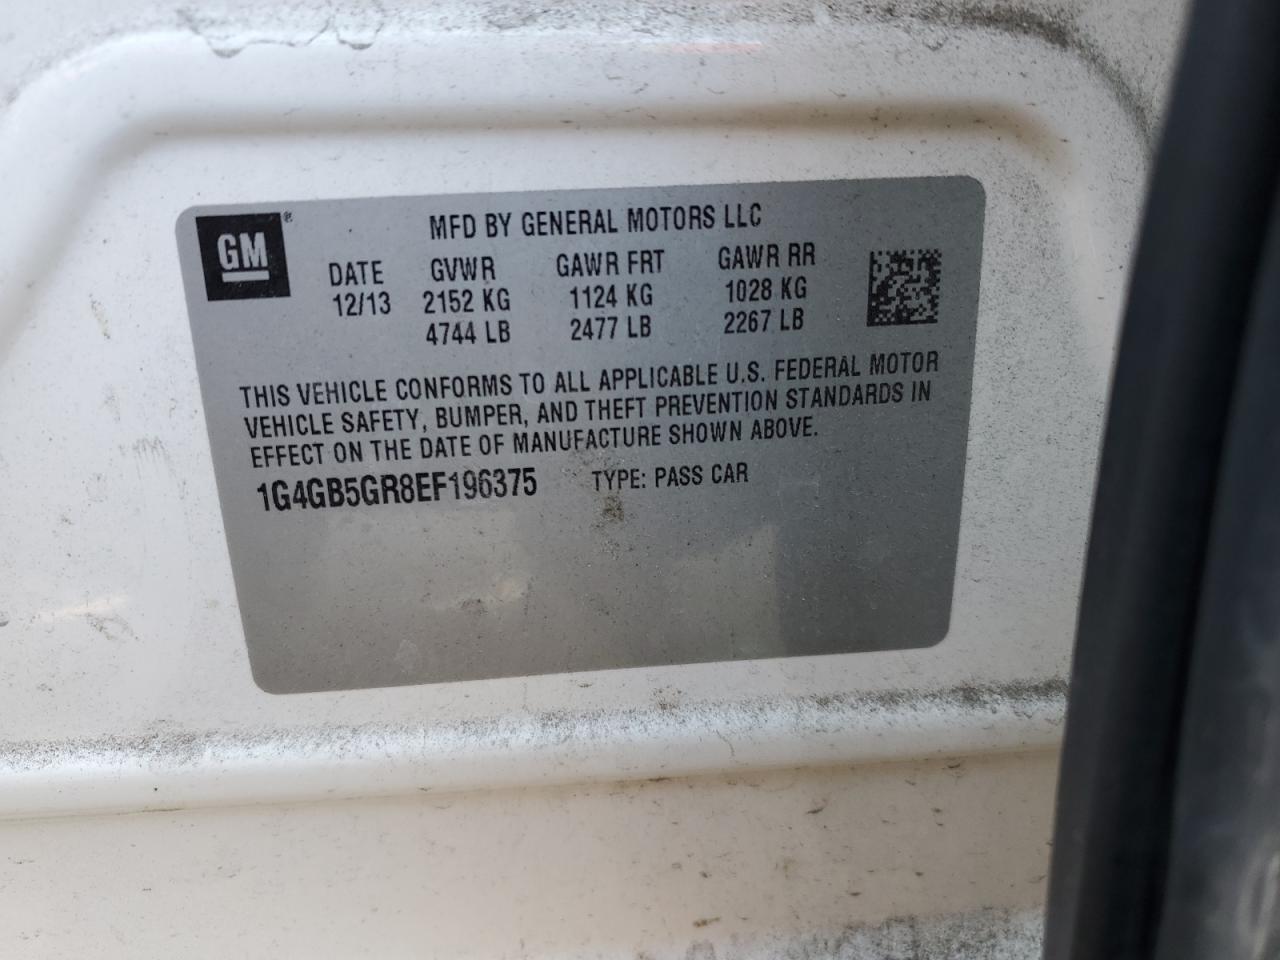 GM ®
MFD BY GENERAL MOTORS LLC
DATE GVWR GAWR FRT GAWR RR
12/13 2152 KG 1124 KG 1028 KG
4744 LB 2477 LB 2267 LB
THIS VEHICLE CONFORMS TO ALL APPLICABLE U.S. FEDERAL MOTOR
VEHICLE SAFETY, BUMPER, AND THEFT PREVENTION STANDARDS IN
EFFECT ON THE DATE OF MANUFACTURE SHOWN ABOVE.
1G4GB5GR8EF196375 TYPE: PASS CAR